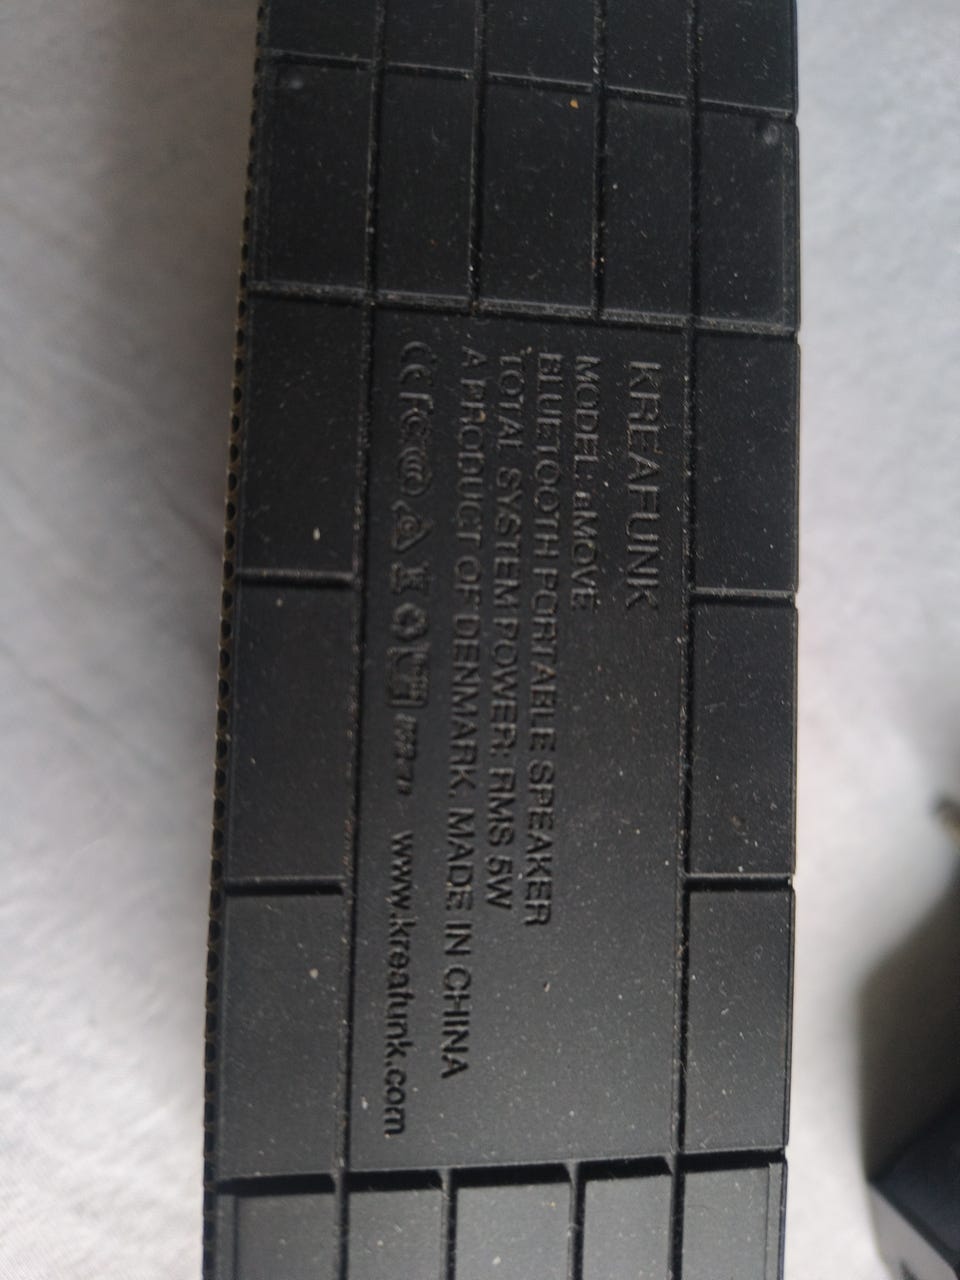 KREAFUNK
MODEL: aMOVE
BLUETOOTH PORTABLE SPEAKER
TOTAL SYSTEM POWER: RMS 5W
A PRODUCT OF DENMARK. MADE IN CHINA
www.kreafunk.com